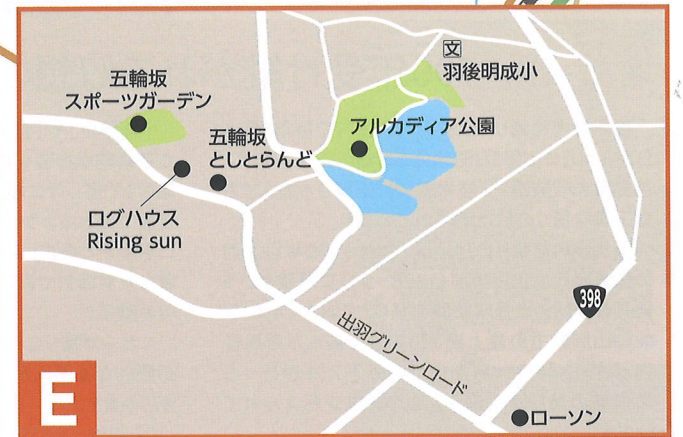 文
羽後明成小
五輪坂
スポーツガーデン
アルカディア公園
五輪坂
としとらんど
ログハウス
Rising sun
398
出羽グリーンロード
ローソン
E